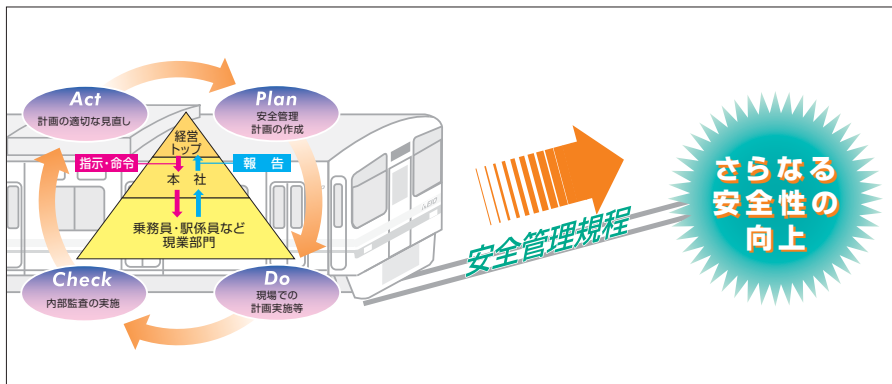 Act
計画の適切な見直し
Plan
安全管理
計画の作成
経営
トップ
指示・命令
報 告
本 社
乗務員・駅係員など
現業部門
Check
内部監査の実施
Do
現場での
計画実施等
安全管理規程
さらなる
安全性の
向上